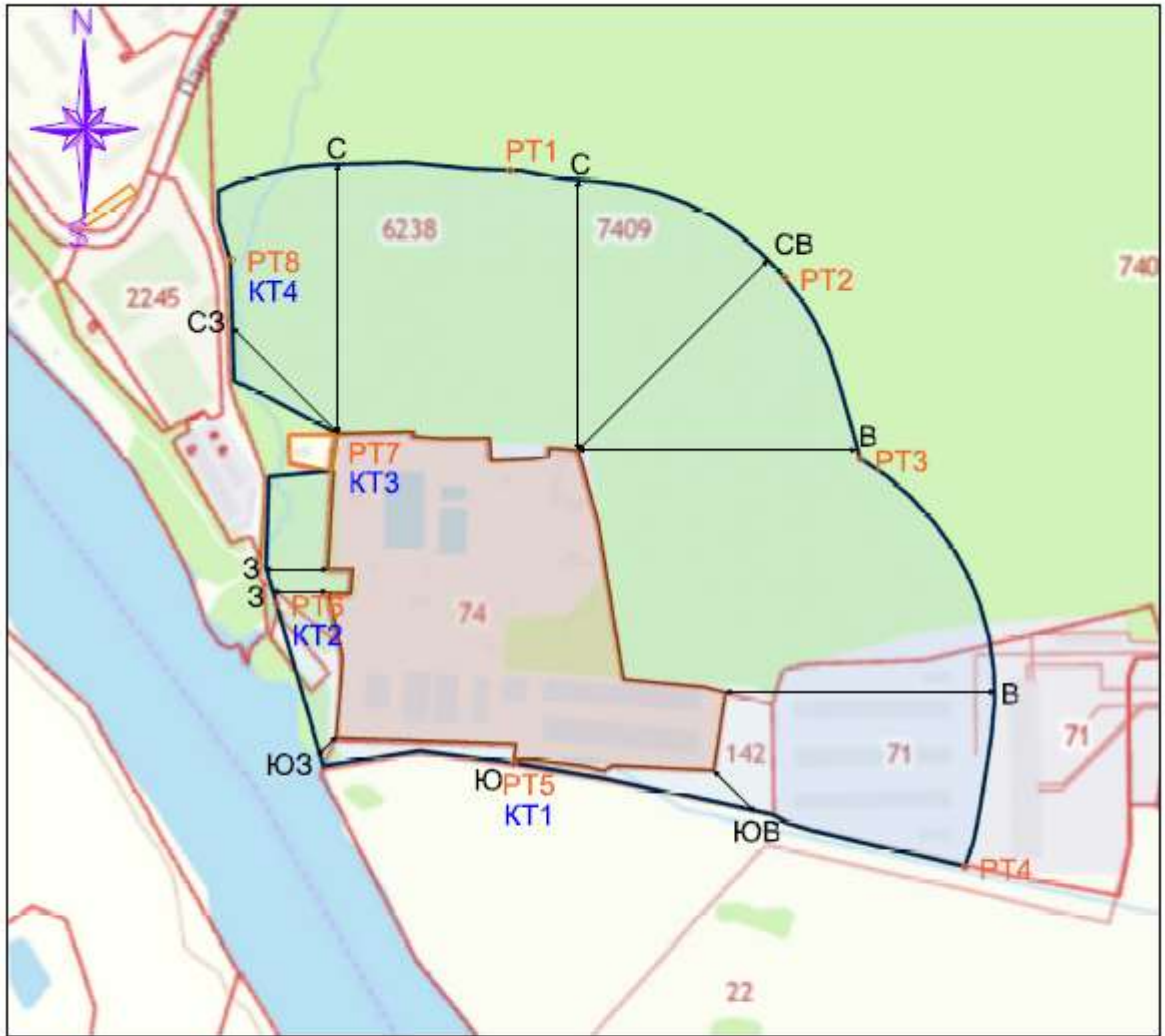 N
Паркова
S
С
РТ1
С
6238
7409
СВ
РТ2
740
РТ8
КТ4
2245
СЗ
РТ7
КТ3
В
РТ3
З
З
РТ6
КТ2
74
В
ЮЗ
Ю
РТ5
КТ1
142
71
71
ЮВ
РТ4
22